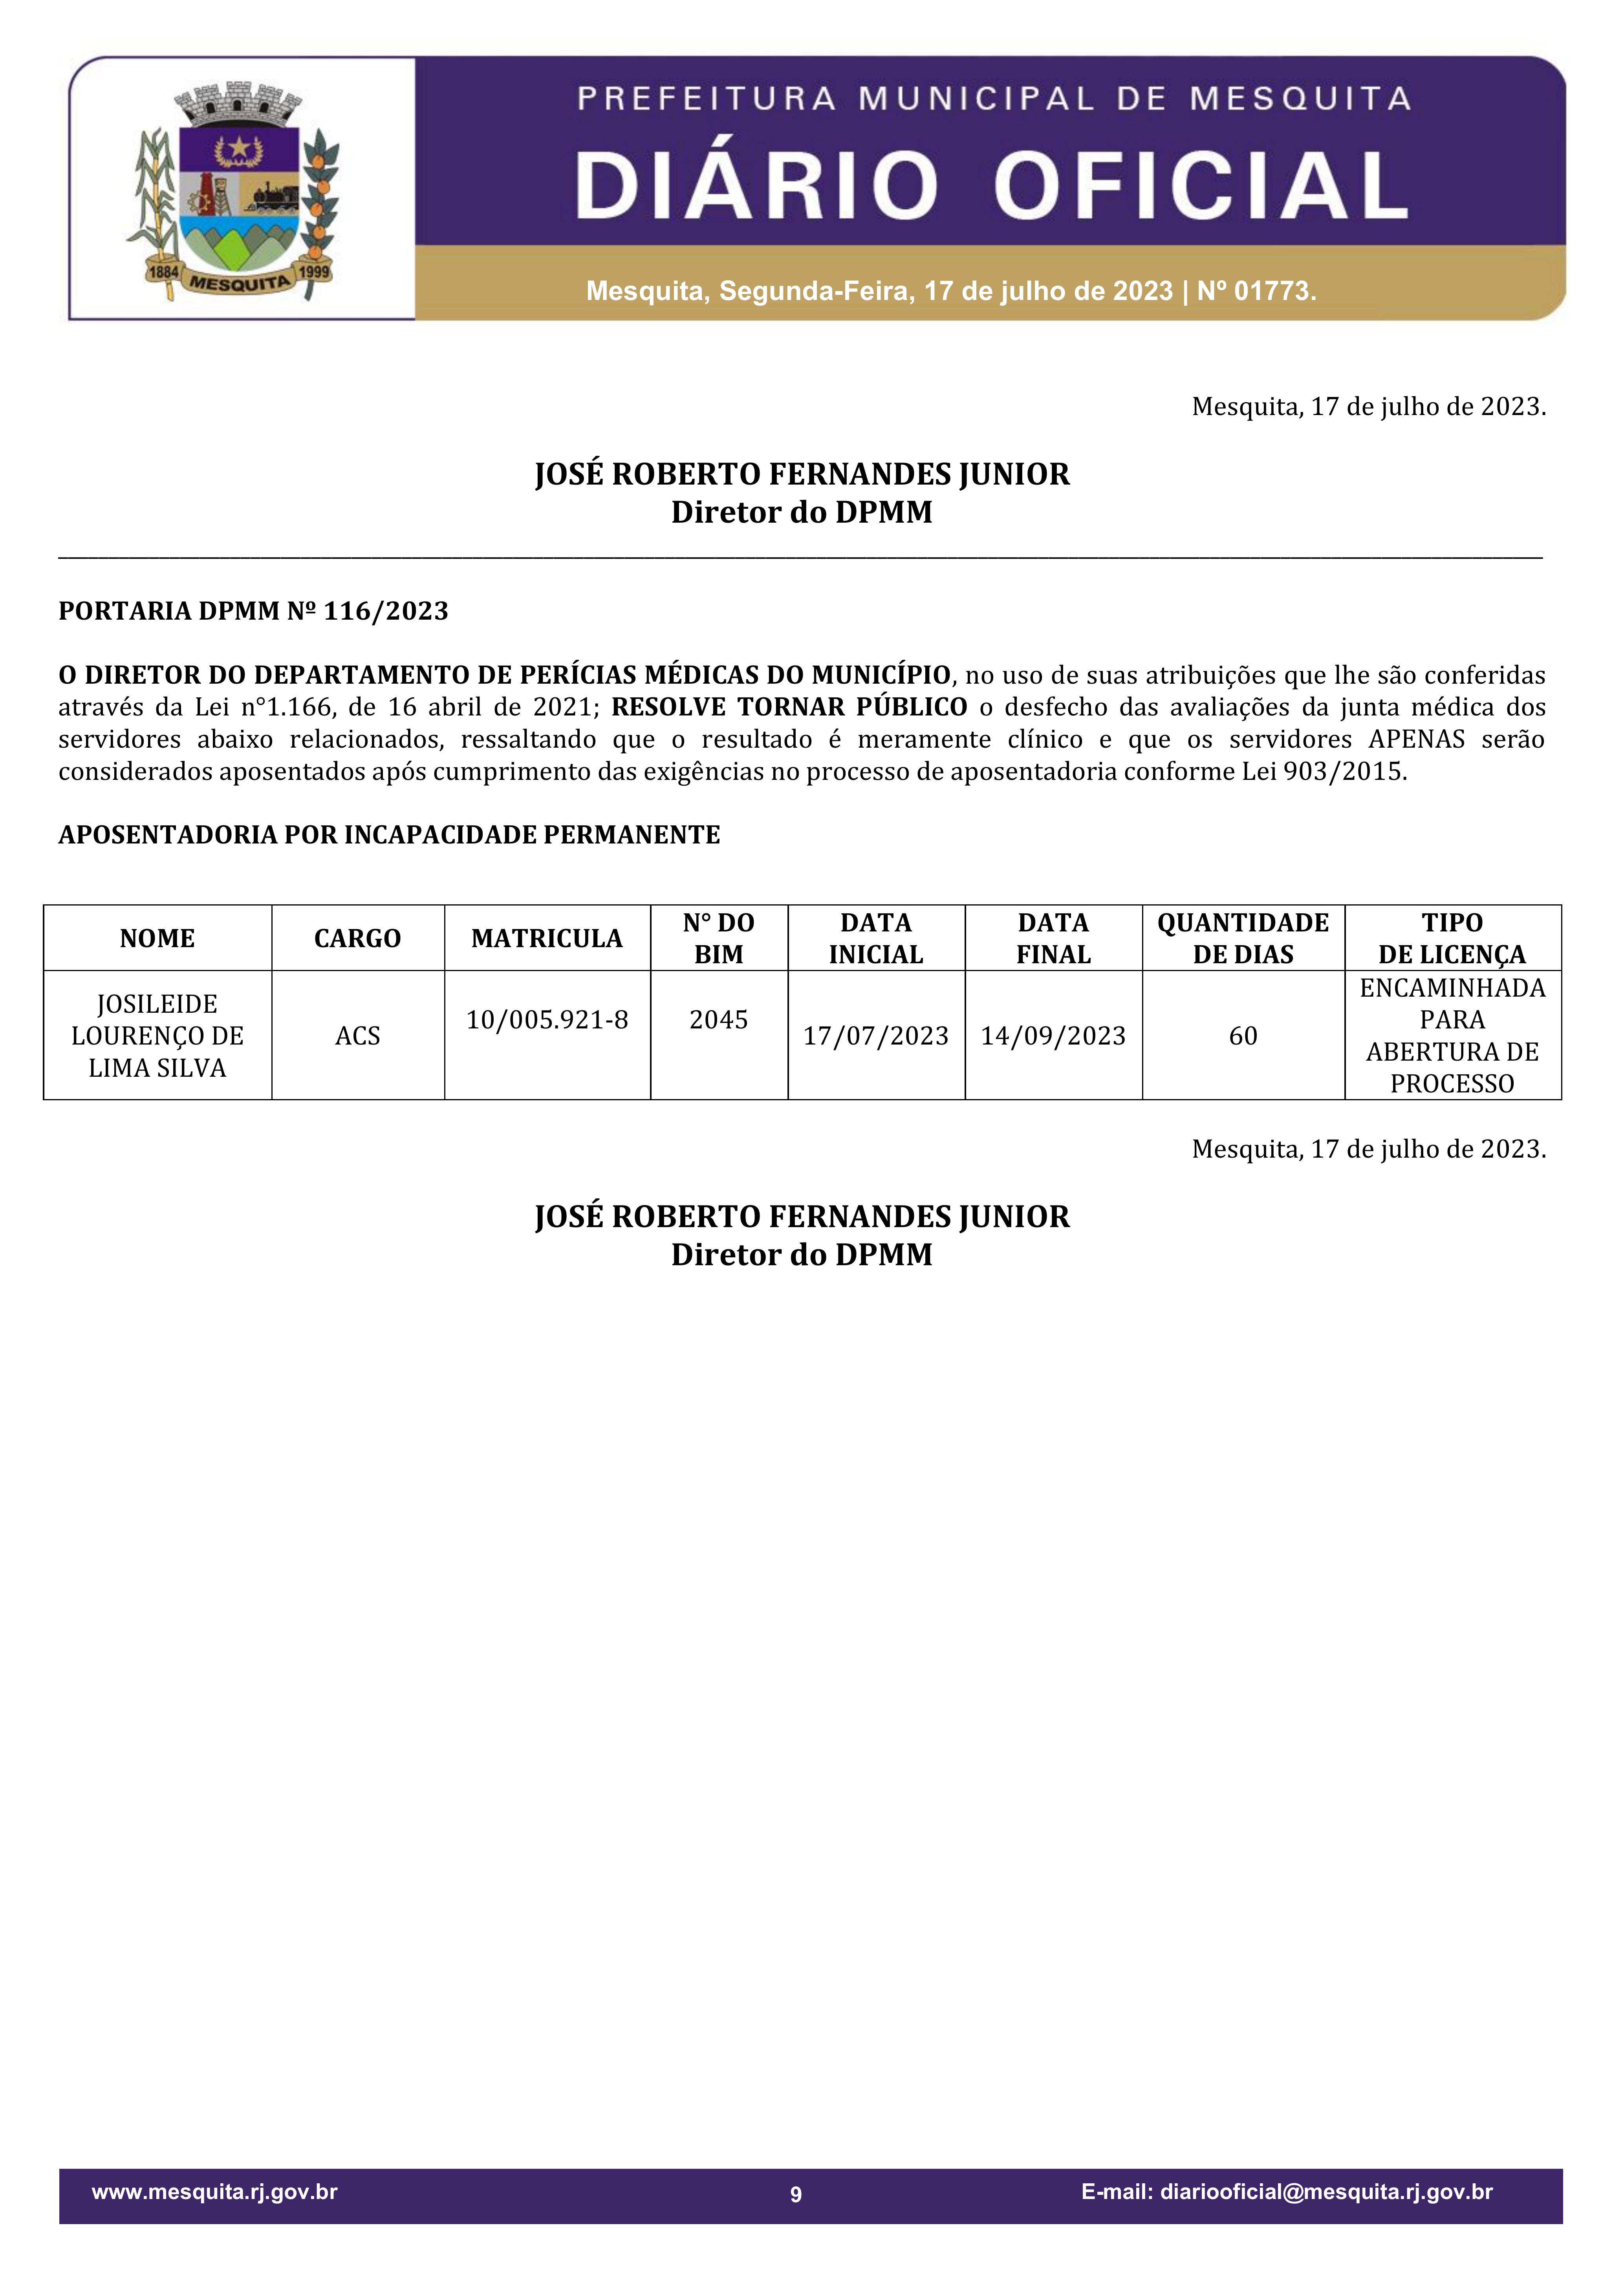 PREFEITURA MUNICIPAL DE MESQUITA
DIÁRIO OFICIAL
1884 MESQUITA 1999
Mesquita, Segunda-Feira, 17 de julho de 2023 | Nº 01773.
Mesquita, 17 de julho de 2023.
JOSÉ ROBERTO FERNANDES JUNIOR
Diretor do DPMM
PORTARIA DPMM Nº 116/2023
O DIRETOR DO DEPARTAMENTO DE PERÍCIAS MÉDICAS DO MUNICÍPIO, no uso de suas atribuições que lhe são conferidas
através da Lei n°1.166, de 16 abril de 2021; RESOLVE TORNAR PÚBLICO o desfecho das avaliações da junta médica dos
servidores abaixo relacionados, ressaltando que o resultado é meramente clínico e que os servidores APENAS serão
considerados aposentados após cumprimento das exigências no processo de aposentadoria conforme Lei 903/2015.
APOSENTADORIA POR INCAPACIDADE PERMANENTE
NOME
CARGO
MATRICULA
N° DO
BIM
DATA
INICIAL
DATA
FINAL
QUANTIDADE
DE DIAS
TIPO
DE LICENÇA
JOSILEIDE
LOURENÇO DE
LIMA SILVA
ACS
10/005.921-8
2045
17/07/2023
14/09/2023
60
ENCAMINHADA
PARA
ABERTURA DE
PROCESSO
Mesquita, 17 de julho de 2023.
JOSÉ ROBERTO FERNANDES JUNIOR
Diretor do DPMM
www.mesquita.rj.gov.br
9
E-mail: diariooficial@mesquita.rj.gov.br